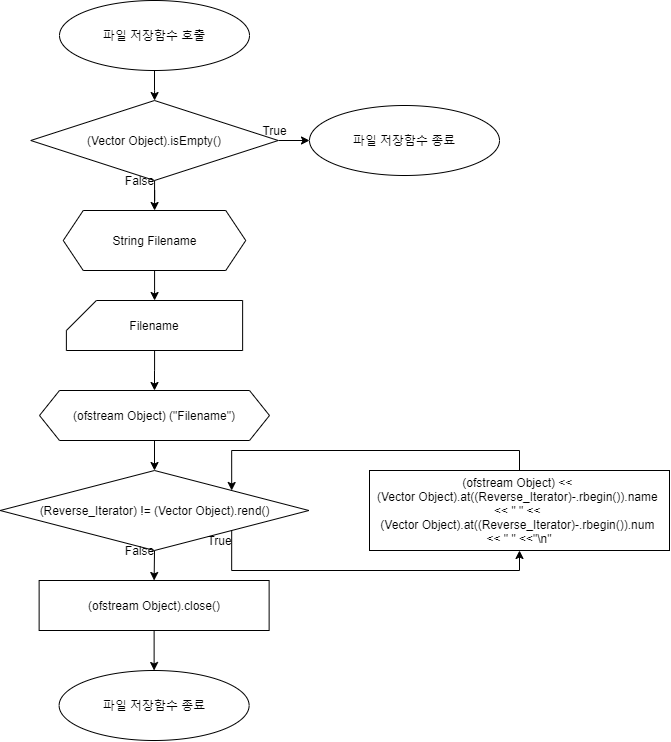 파일 저장함수 호출
(Vector Object).isEmpty()
True
파일 저장함수 종료
False
String Filename
Filename
(ofstream Object) ("Filename")
(Reverse_Iterator) != (Vector Object).rend()
True
(ofstream Object) <<
(Vector Object).at((Reverse_Iterator)-.rbegin()).name
<< " " <<
(Vector Object).at((Reverse_Iterator)-.rbegin()).num
<< " " <<"\n"
False
(ofstream Object).close()
파일 저장함수 종료